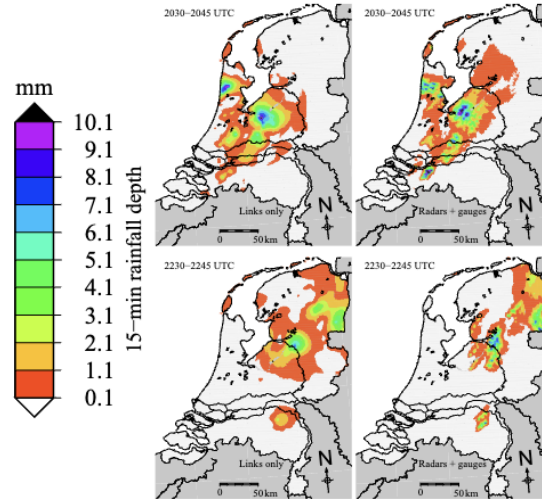 mm
10.1
9.1
8.1
7.1
6.1
5.1
4.1
3.1
2.1
1.1
0.1
15−min rainfall depth
2030−2045 UTC
Links only
0
50km
N
2030−2045 UTC
Radars + gauges
0
50km
N
2230−2245 UTC
Links only
0
50km
N
2230−2245 UTC
Radars + gauges
0
50km
N